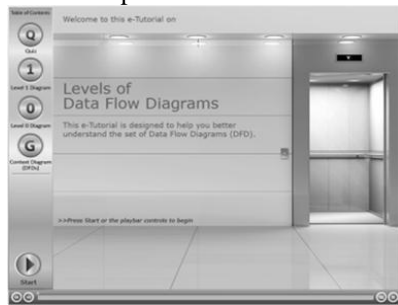 Table of Contents
Welcome to this e-Tutorial on
Q
Quiz
1
Level 1 Diagram
0
Level 0 Diagram
G
Context Diagram
(DFDs)
Levels of
Data Flow Diagrams
This e-Tutorial is designed to help you better
understand the set of Data Flow Diagrams (DFD).
>>Press Start or the playbar controls to begin
Start